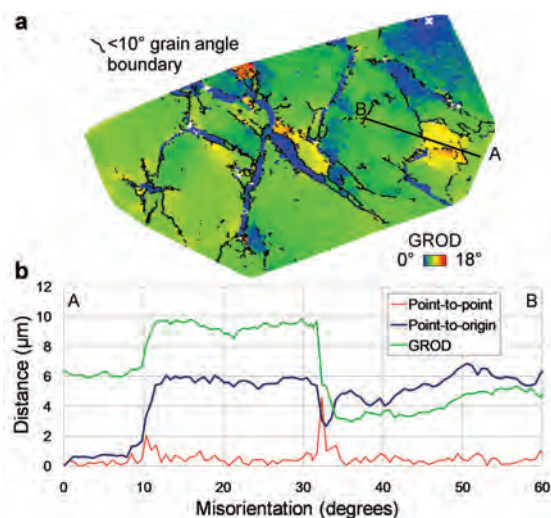 a
<10° grain angle
boundary
B
A
GROD
0° 18°
b
12
10
8
6
4
2
0
A
B
Point-to-point
Point-to-origin
GROD
Distance (μm)
0 10 20 30 40 50 60
Misorientation (degrees)